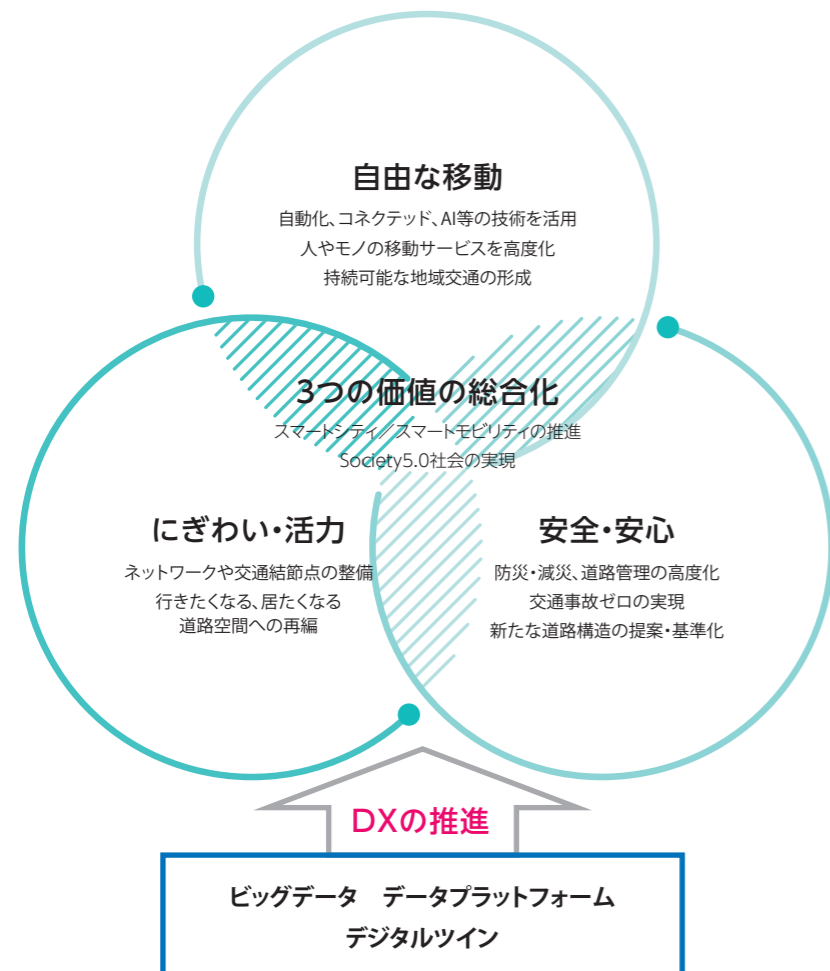 自由な移動
自動化、コネクテッド、AI等の技術を活用
人やモノの移動サービスを高度化
持続可能な地域交通の形成
3つの価値の総合化
スマートシティ／スマートモビリティの推進
Society5.0社会の実現
にぎわい・活力
ネットワークや交通結節点の整備
行きたくなる、居たくなる
道路空間への再編
安全・安心
防災・減災、道路管理の高度化
交通事故ゼロの実現
新たな道路構造の提案・基準化
DXの推進
ビッグデータ　データプラットフォーム
デジタルツイン